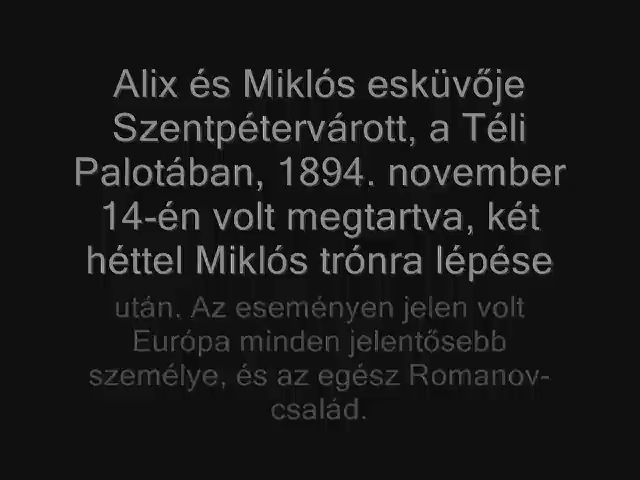 Alix és Miklós esküvője
Szentpétervárott, a Téli
Palotában, 1894. november
14-én volt megtartva, két
héttel Miklós trónra lépése
után. Az eseményen jelen volt
Európa minden jelentősebb
személye, és az egész Romanov-
család.